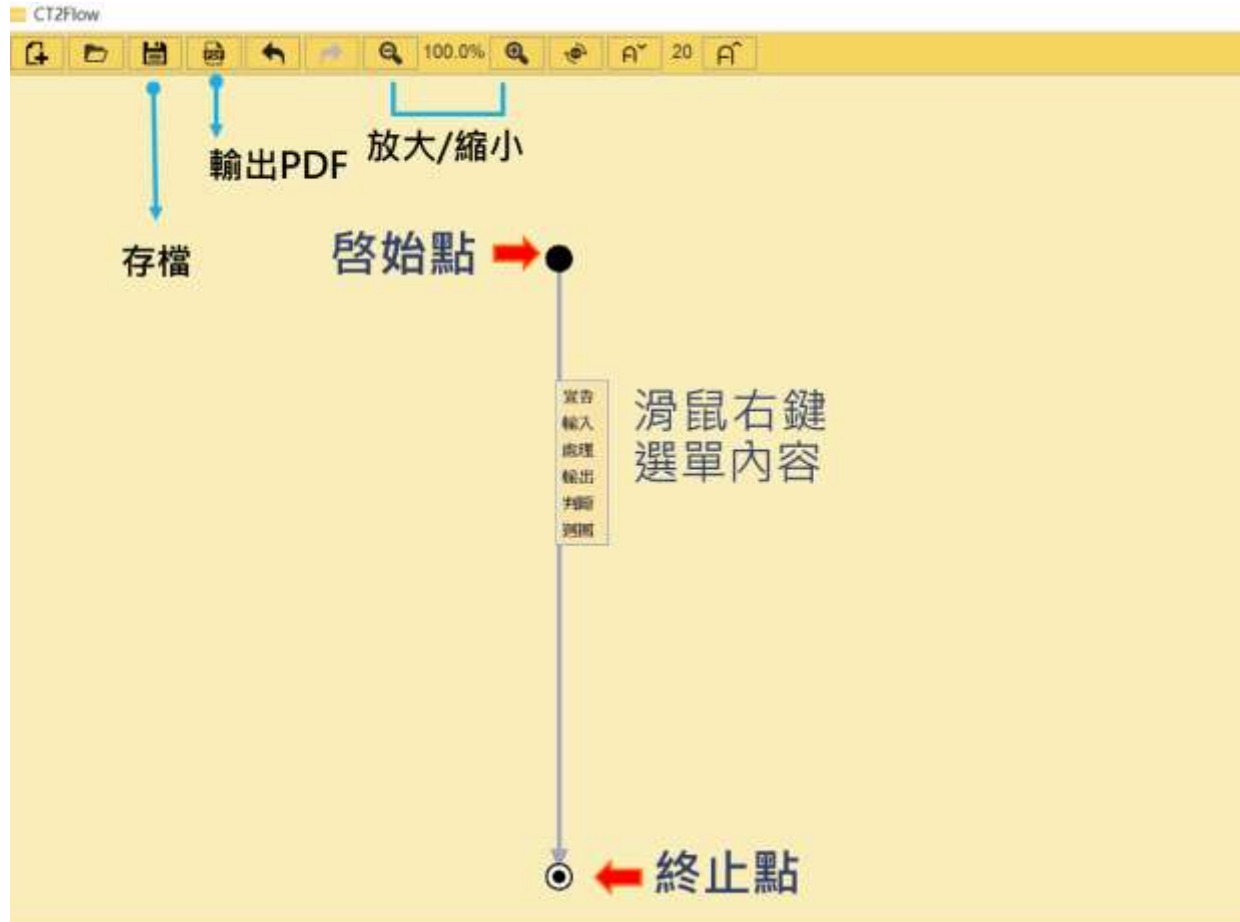 CT2Flow
100.0%
20
放大/縮小
輸出PDF
存檔
啓始點
宣告
輸入
處理
輸出
判斷
迴圈
滑鼠右鍵
選單內容
終止點